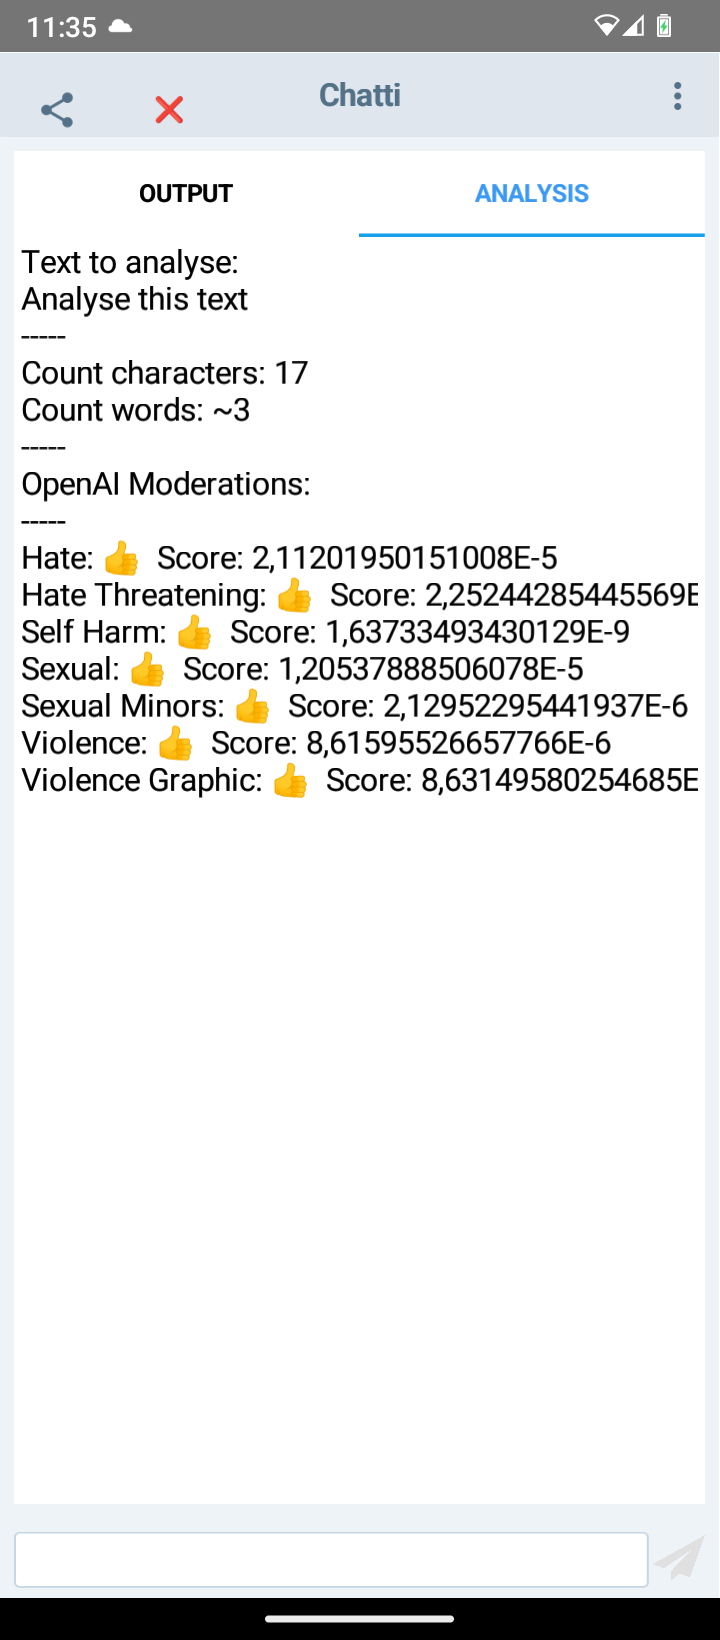 11:35
Chatti
OUTPUT
ANALYSIS
Text to analyse:
Analyse this text
-----
Count characters: 17
Count words: ~3
-----
OpenAI Moderations:
-----
Hate: 👍 Score: 2,11201950151008E-5
Hate Threatening: 👍 Score: 2,25244285445569E
Self Harm: 👍 Score: 1,63733493430129E-9
Sexual: 👍 Score: 1,20537888506078E-5
Sexual Minors: 👍 Score: 2,12952295441937E-6
Violence: 👍 Score: 8,61595526657766E-6
Violence Graphic: 👍 Score: 8,63149580254685E